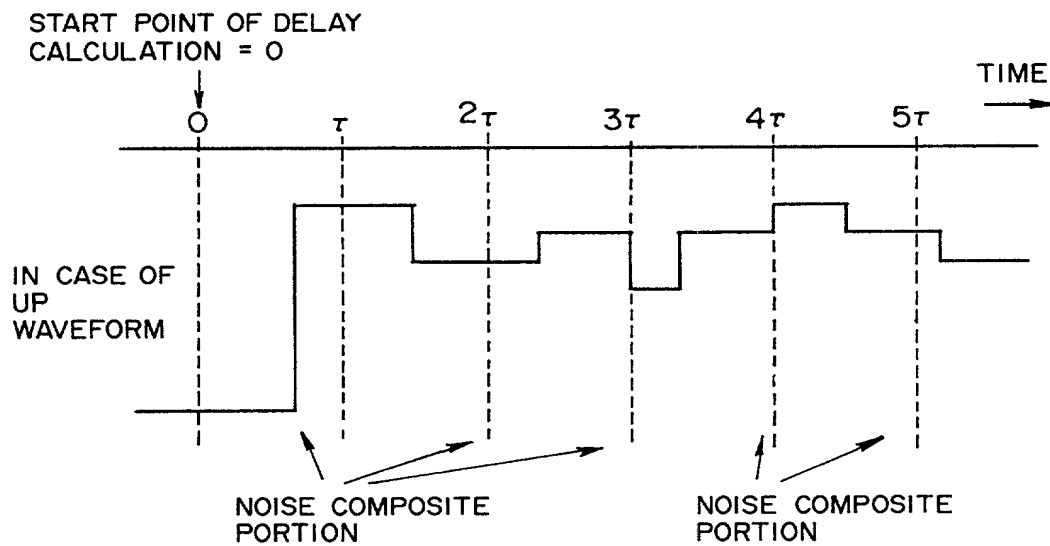 START POINT OF DELAY
CALCULATION = 0
TIME
0 τ 2τ 3τ 4τ 5τ
IN CASE OF
UP
WAVEFORM
NOISE COMPOSITE
PORTION
NOISE COMPOSITE
PORTION